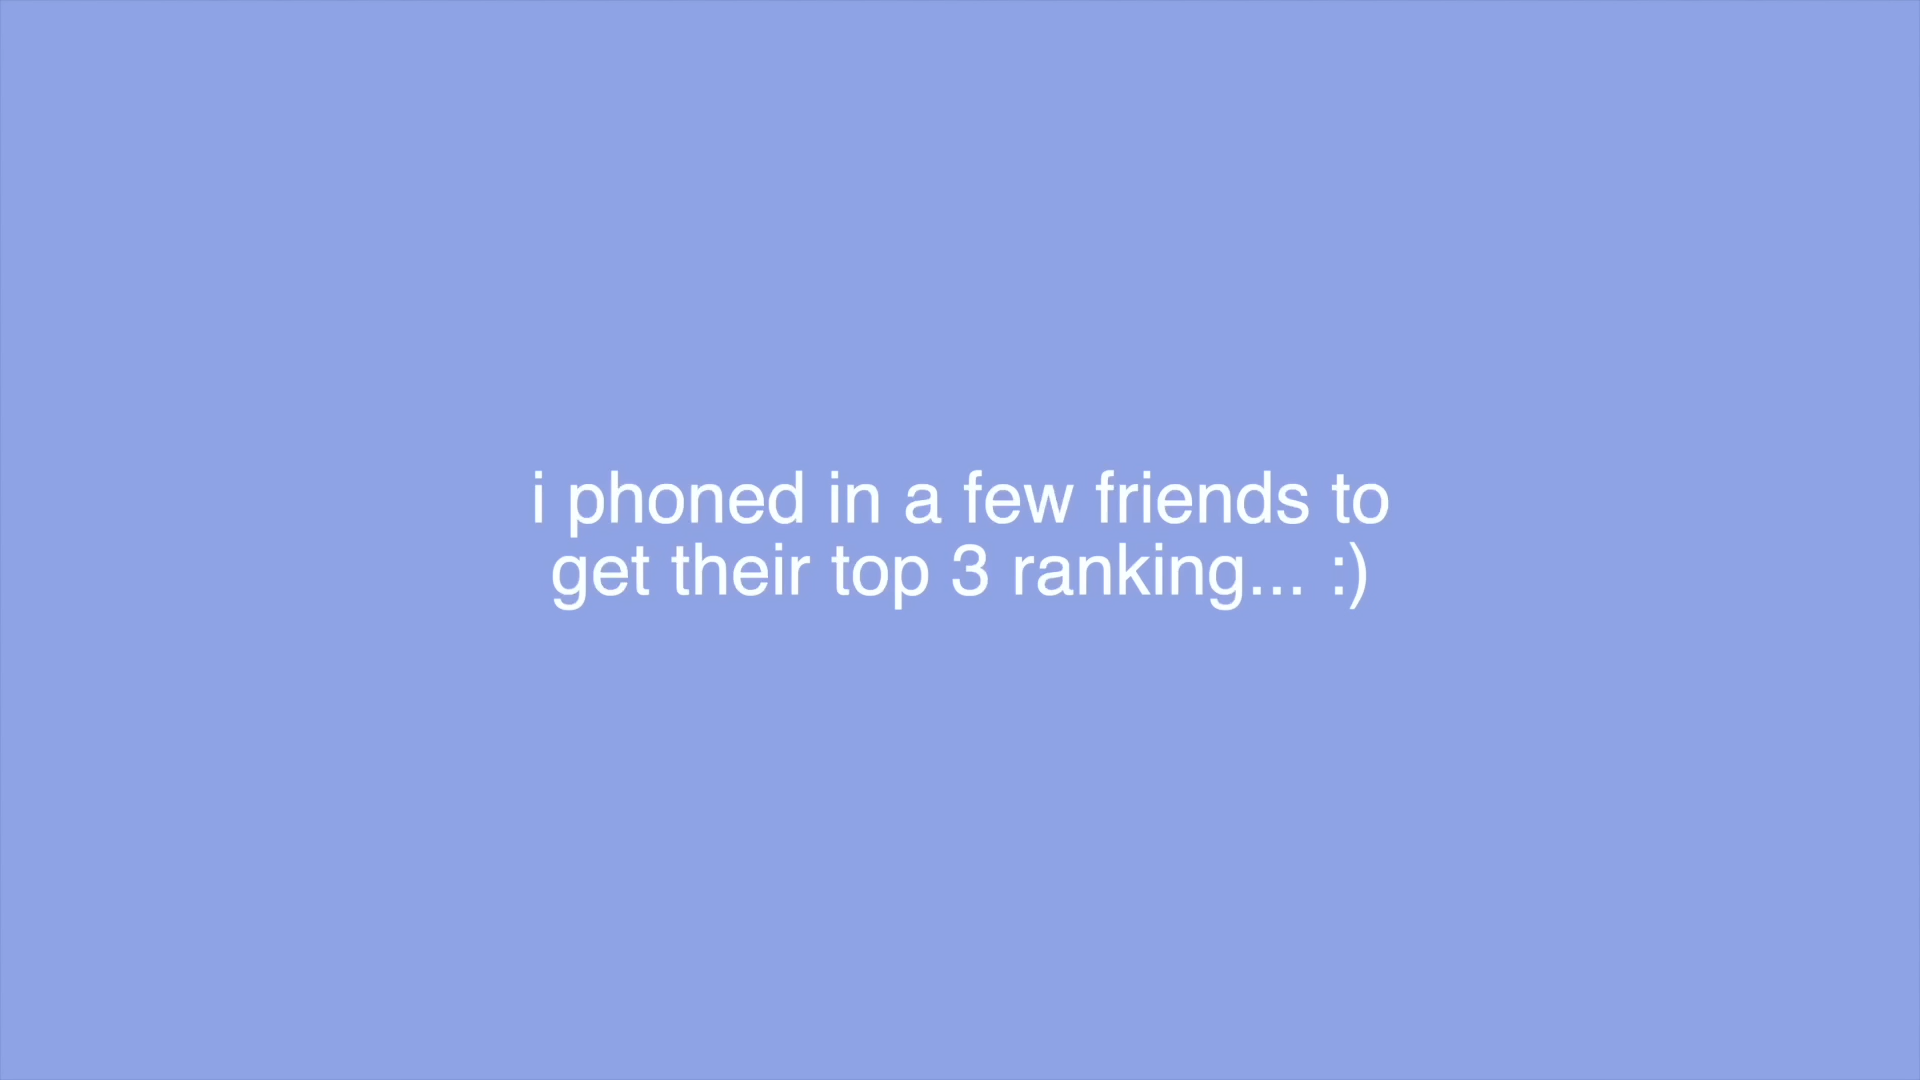 i phoned in a few friends to
get their top 3 ranking... :)